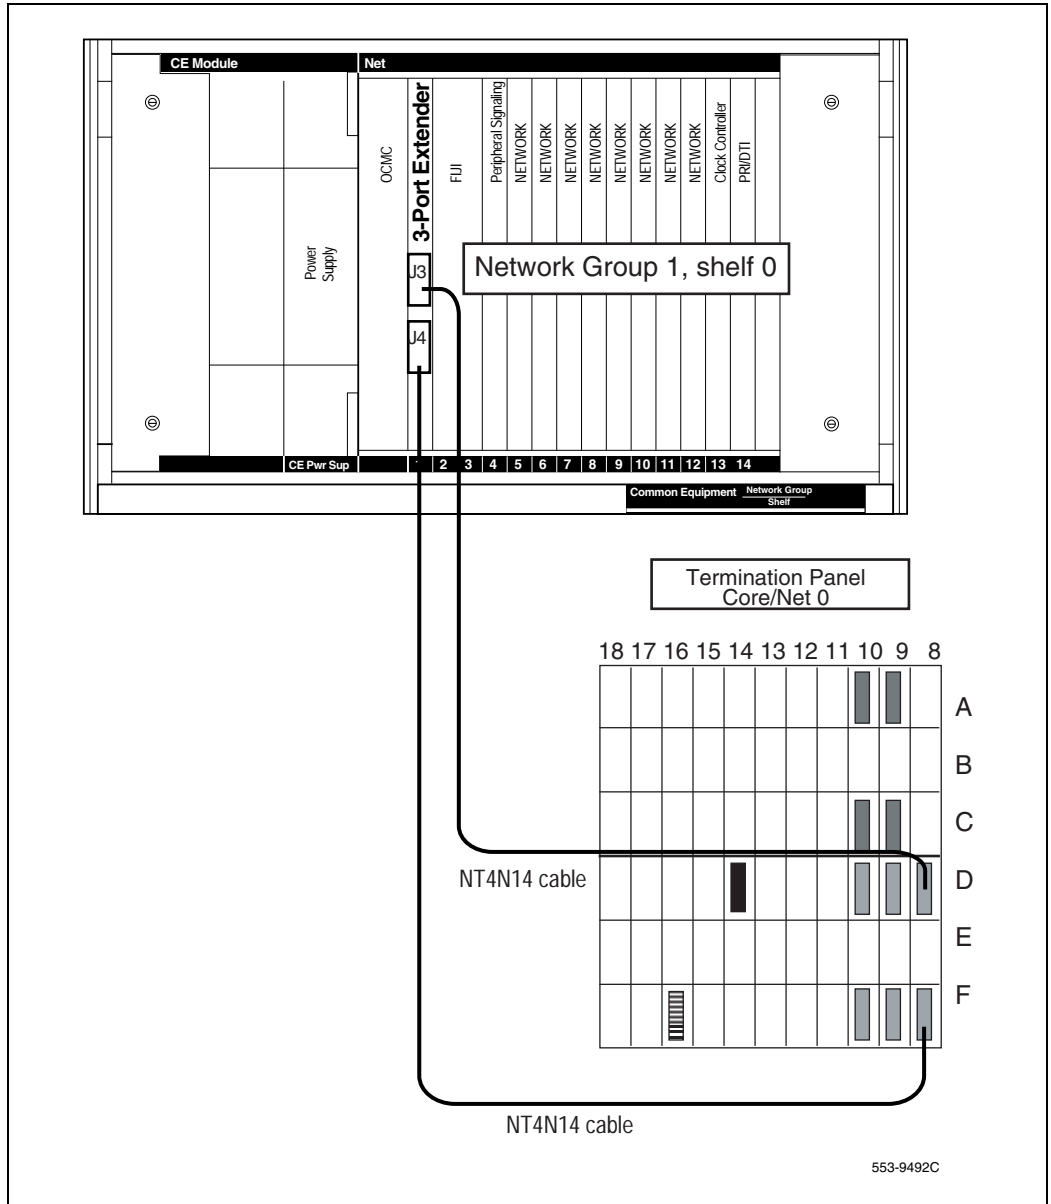 CE Module
Net
OCMC
3-Port Extender
FIJI
Peripheral Signaling
NETWORK
NETWORK
NETWORK
NETWORK
NETWORK
NETWORK
NETWORK
NETWORK
Clock Controller
PRI/DTI
Power
Supply
J3
Network Group 1, shelf 0
J4
CE Pwr Sup
1 2 3 4 5 6 7 8 9 10 11 12 13 14
Common Equipment
Network Group
Shelf
Termination Panel
Core/Net 0
18 17 16 15 14 13 12 11 10 9 8
A
B
C
NT4N14 cable
D
E
F
NT4N14 cable
553-9492C